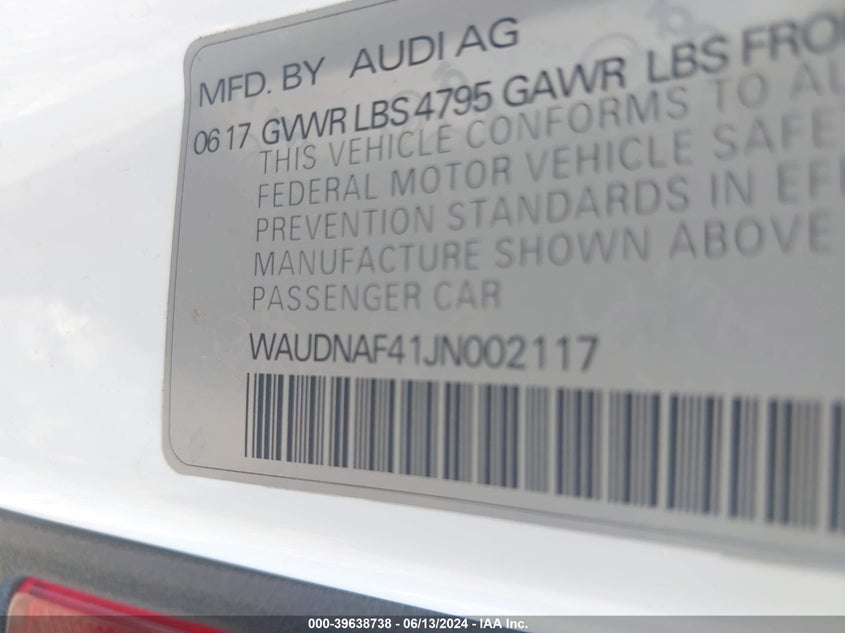 MFD. BY AUDI AG
06 17 GVWR LBS 4795 GAWR LBS FRO
THIS VEHICLE CONFORMS TO AL
FEDERAL MOTOR VEHICLE SAFE
PREVENTION STANDARDS IN EF
MANUFACTURE SHOWN ABOVE
PASSENGER CAR
WAUDNAF41JN002117
000-39638738 - 06/13/2024 - IAA Inc.